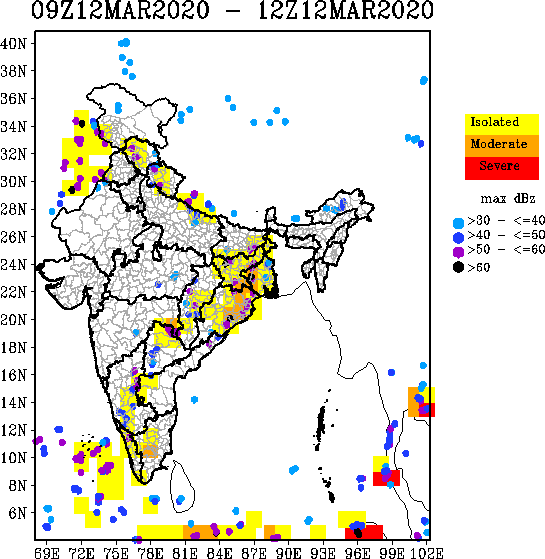 09Z12MAR2020 - 12Z12MAR2020
40N
38N
36N
34N
32N
30N
28N
26N
24N
22N
20N
18N
16N
14N
12N
10N
8N
6N
69E 72E 75E 78E 81E 84E 87E 90E 93E 96E 99E 102E
Isolated
Moderate
Severe
max dBz
>30 - <=40
>40 - <=50
>50 - <=60
>60